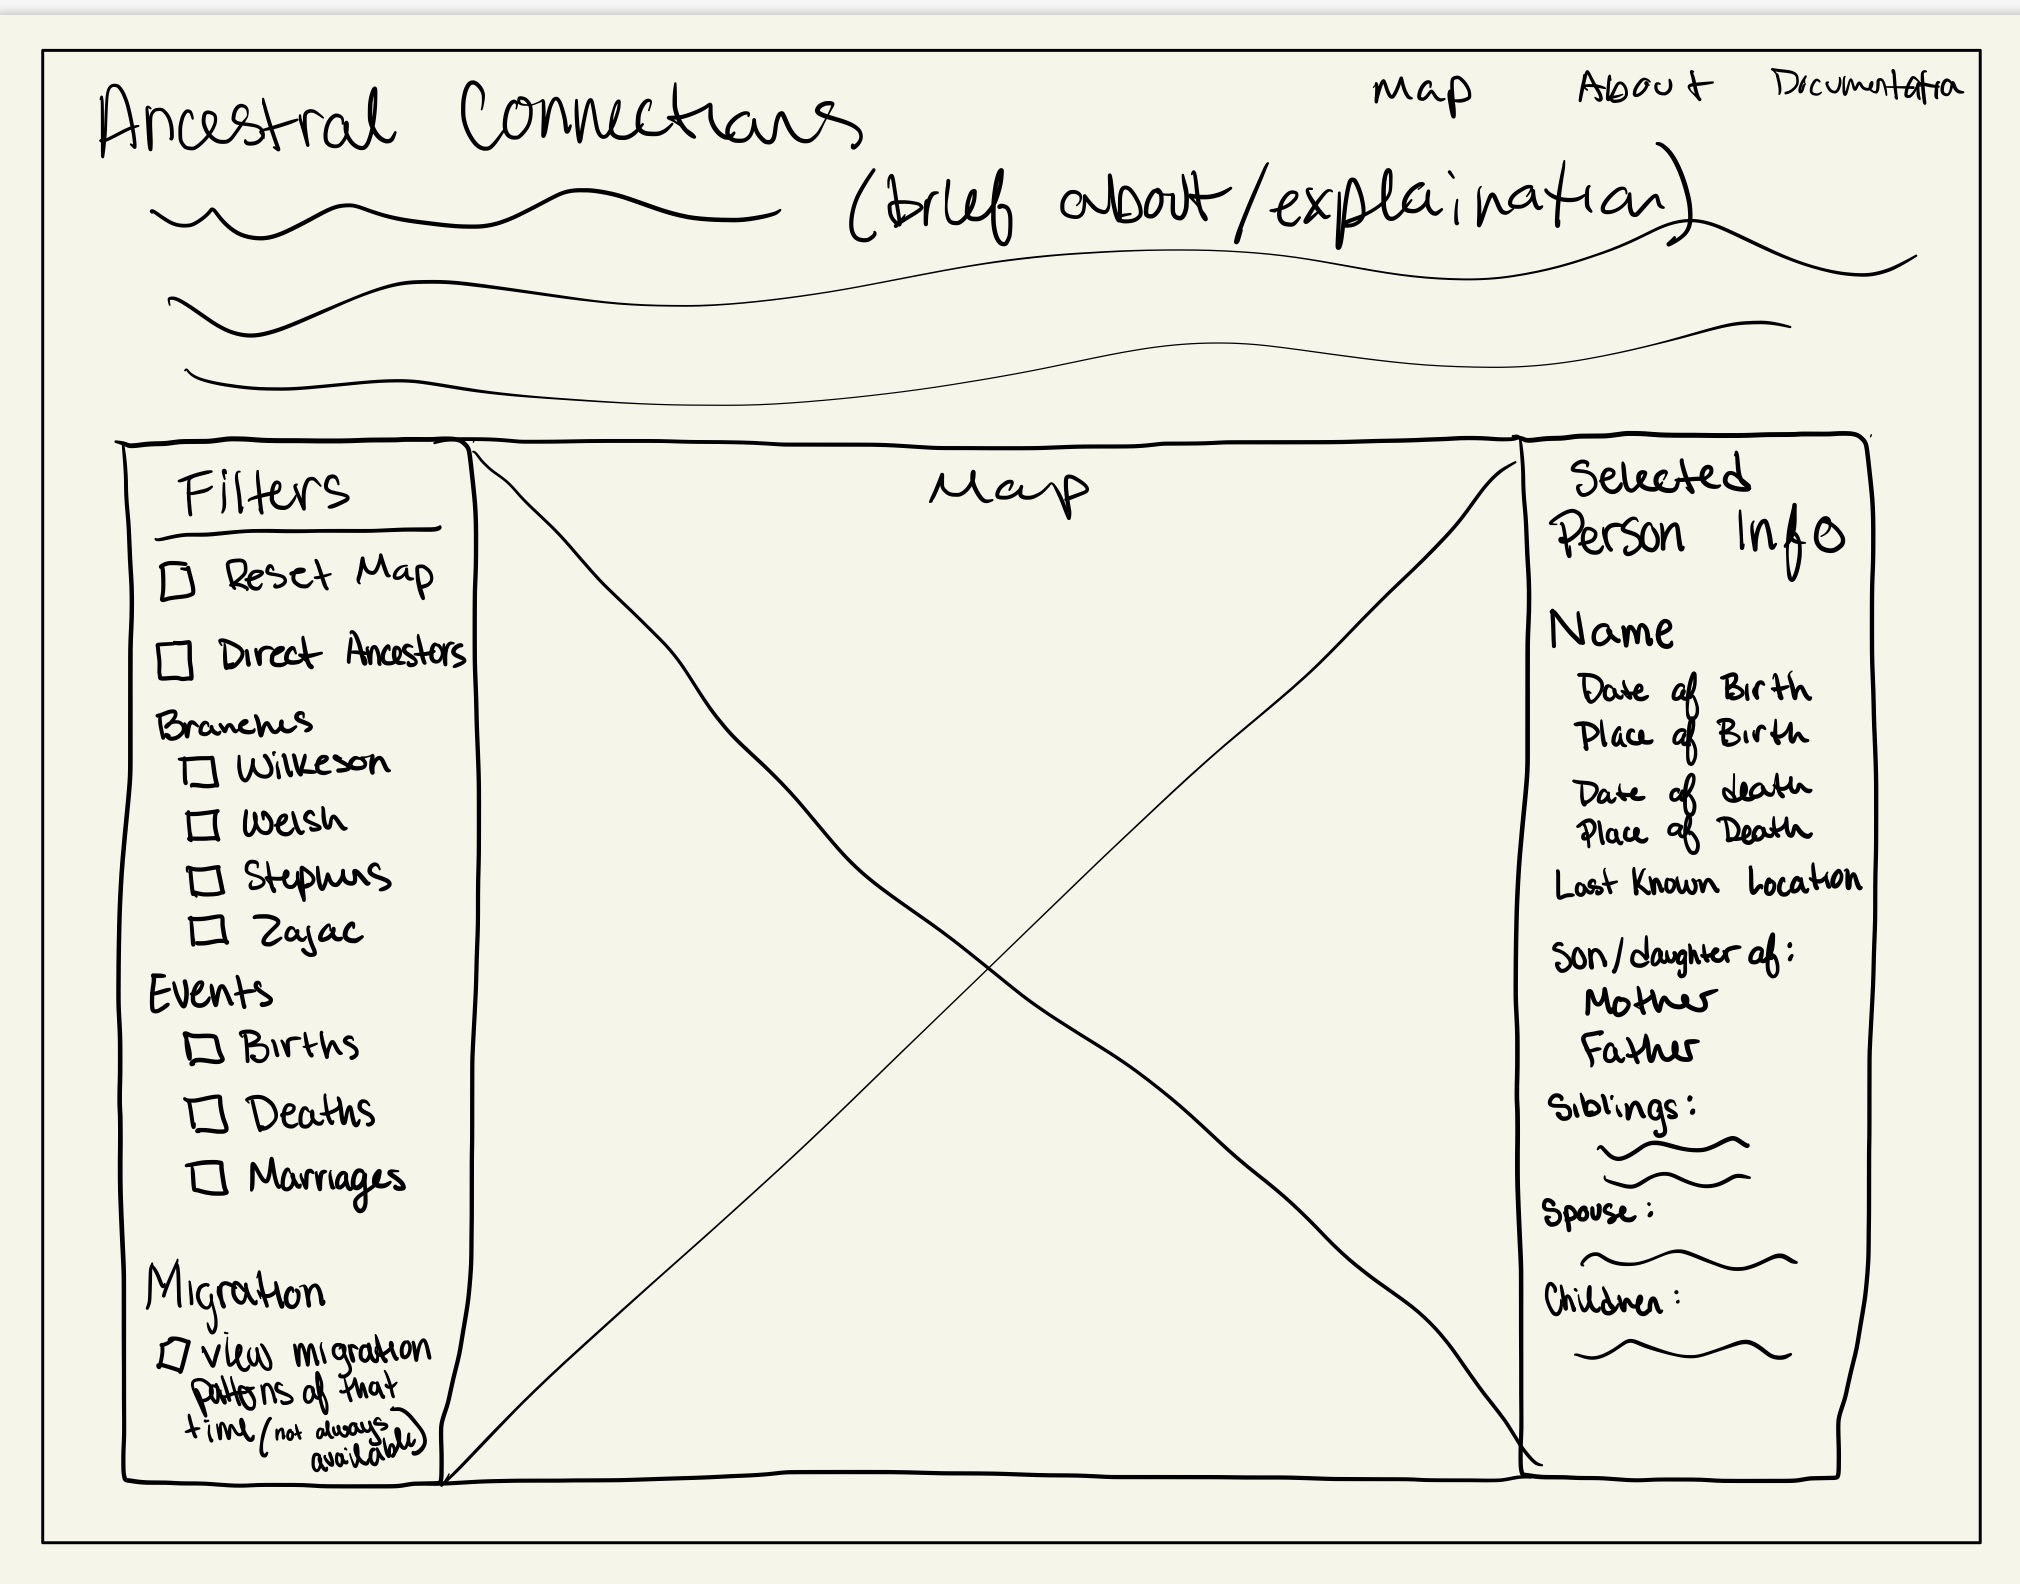 Ancestral Connections
Map About Documentation
(brief about/explaination)
Filters
Reset Map
Direct Ancestors
Branches
Wilkeson
Welsh
Stephens
Zajac
Events
Births
Deaths
Marriages
Migration
view migration
patterns of that
time (not always
available)
Map
Selected
Person Info
Name
Date of Birth
Place of Birth
Date of death
Place of Death
Last Known Location
Son/daughter of:
Mother
Father
Siblings:
Spouse:
Children: